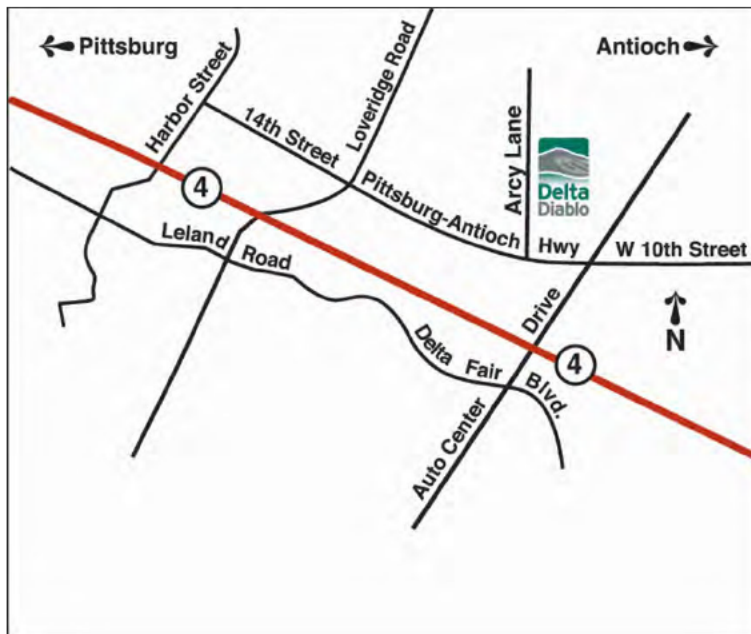 Pittsburg
Antioch
Harbor Street
Loveridge Road
14th Street
Arcy Lane
Delta
Diablo
4
Pittsburg-Antioch Hwy
W 10th Street
Leland Road
N
Drive
Delta Fair Blvd.
4
Auto Center